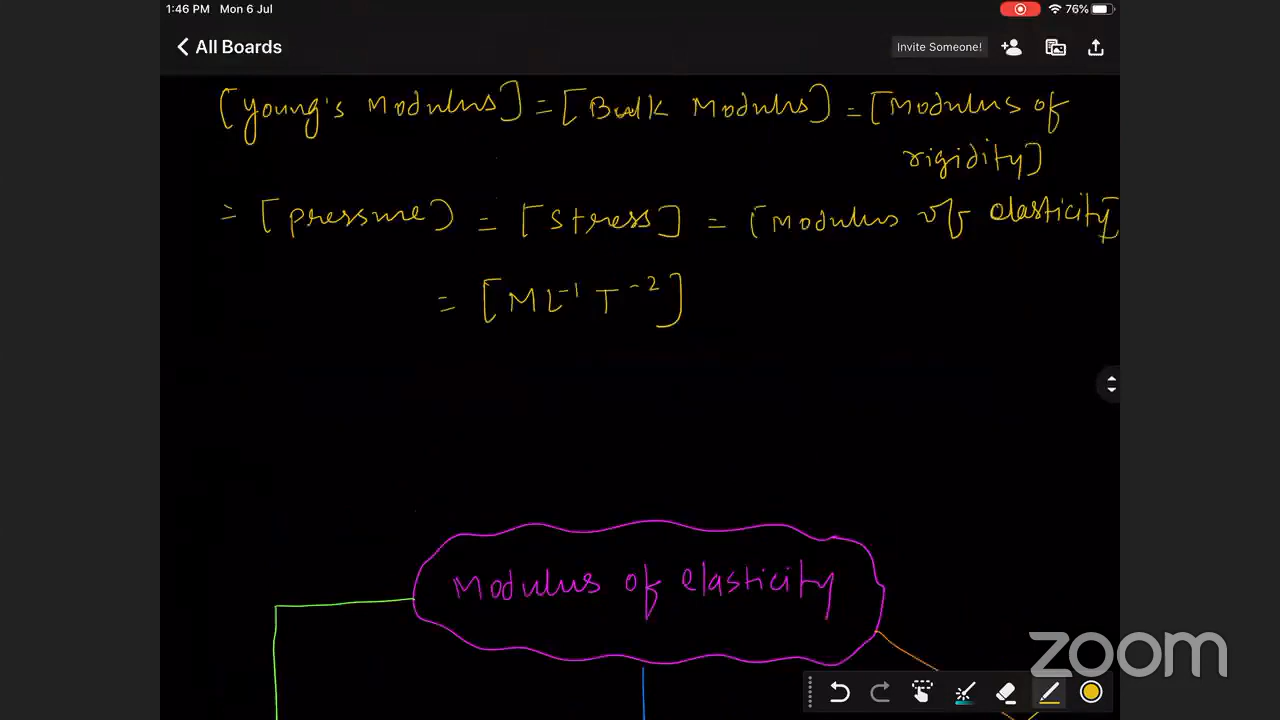 1:46 PM Mon 6 Jul 76%
All Boards Invite Someone!
[Young's Modulus] = [Bulk Modulus] = [Modulus of
rigidity]
= [pressure] = [stress] = [Modulus of elasticity]
= [ML⁻¹T⁻²]
Modulus of elasticity
zoom